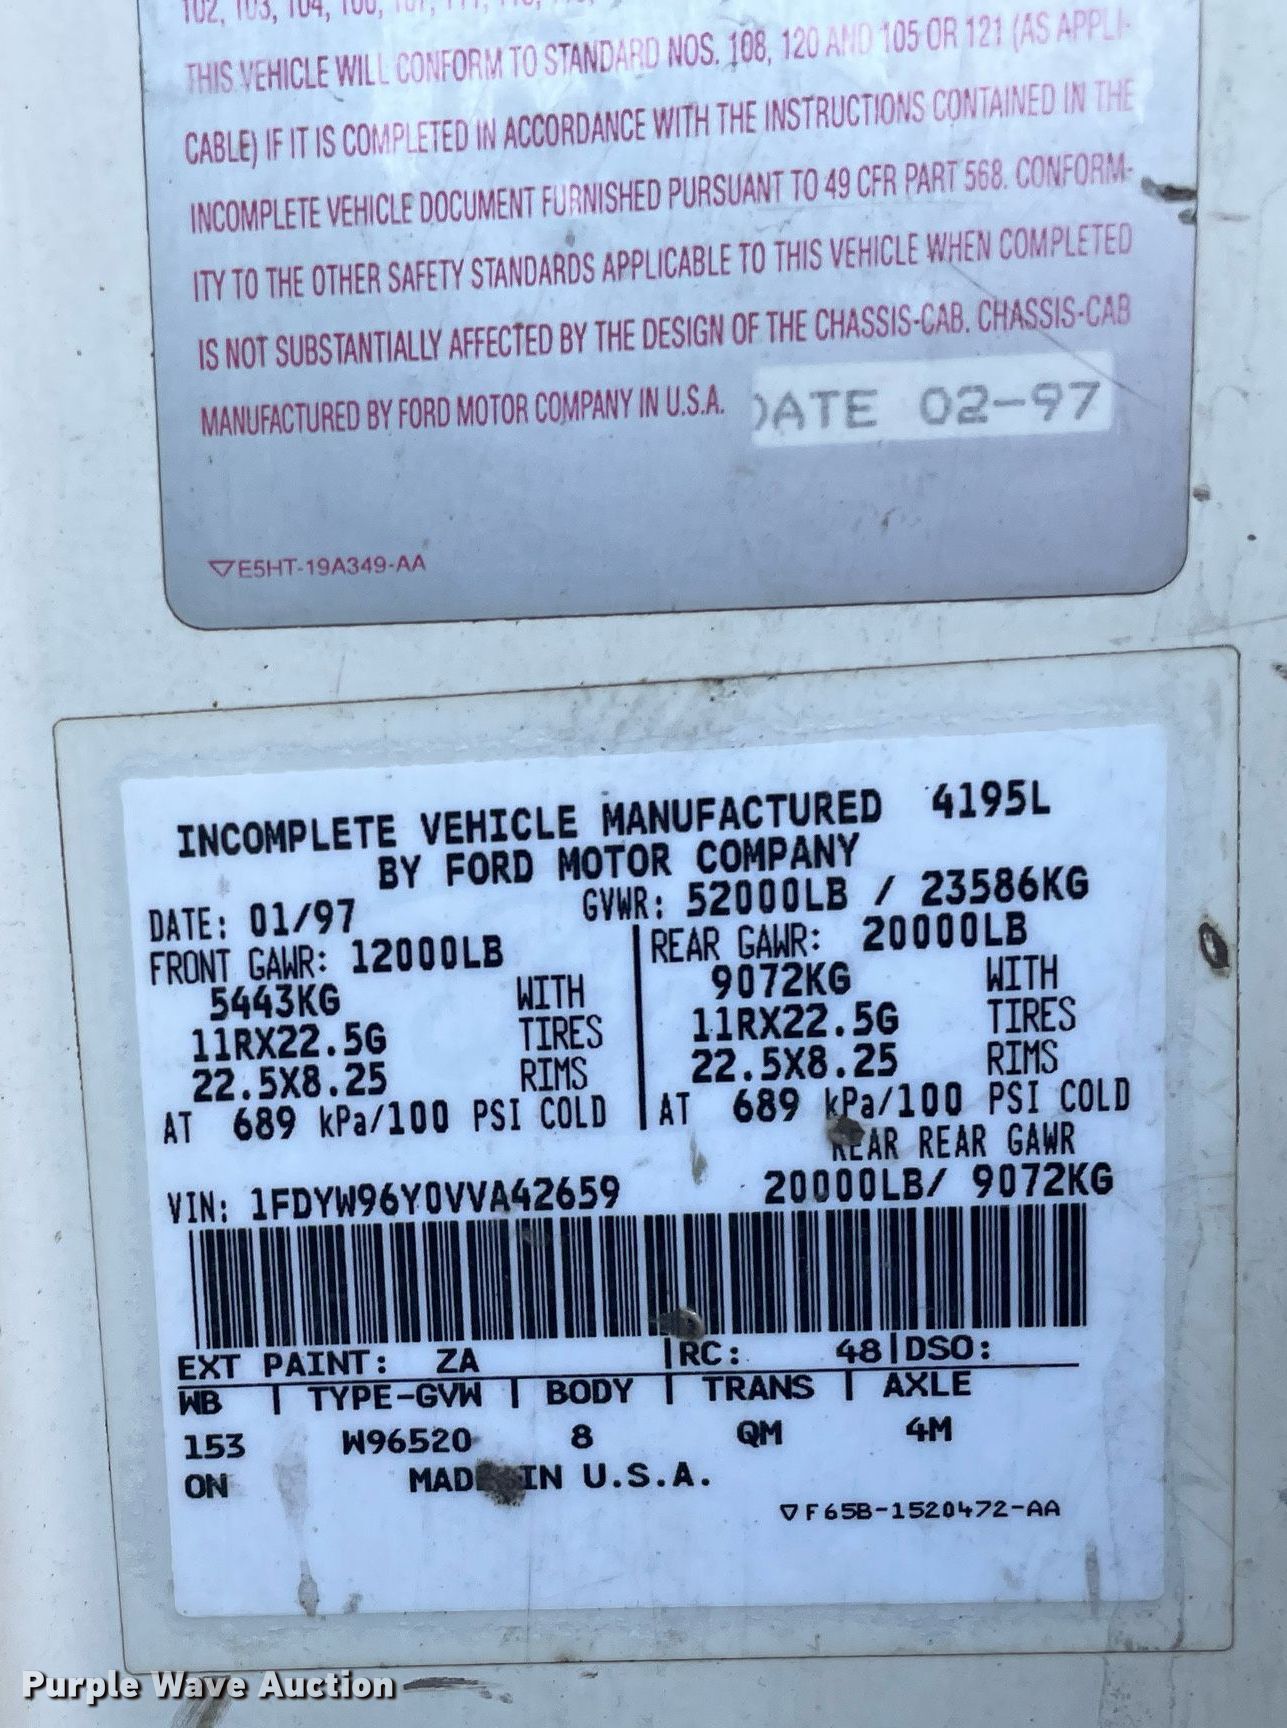 102, 103, 104,
THIS VEHICLE WILL CONFORM TO STANDARD NOS. 108, 120 AND 105 OR 121 (AS APPLI-
CABLE) IF IT IS COMPLETED IN ACCORDANCE WITH THE INSTRUCTIONS CONTAINED IN THE
INCOMPLETE VEHICLE DOCUMENT FURNISHED PURSUANT TO 49 CFR PART 568. CONFORM-
ITY TO THE OTHER SAFETY STANDARDS APPLICABLE TO THIS VEHICLE WHEN COMPLETED
IS NOT SUBSTANTIALLY AFFECTED BY THE DESIGN OF THE CHASSIS-CAB. CHASSIS-CAB
MANUFACTURED BY FORD MOTOR COMPANY IN U.S.A. DATE 02-97
▽E5HT-19A349-AA
INCOMPLETE VEHICLE MANUFACTURED 4195L
BY FORD MOTOR COMPANY
DATE: 01/97 GVWR: 52000LB / 23586KG
FRONT GAWR: 12000LB REAR GAWR: 20000LB
5443KG WITH 9072KG WITH
11RX22.5G TIRES 11RX22.5G TIRES
22.5X8.25 RIMS 22.5X8.25 RIMS
AT 689 kPa/100 PSI COLD AT 689 kPa/100 PSI COLD
REAR REAR GAWR
VIN: 1FDYW96Y0VVA42659 20000LB/ 9072KG
EXT PAINT: ZA |RC: 48|DSO:
WB | TYPE-GVW | BODY | TRANS | AXLE
153 W96520 8 QM 4M
ON MADE IN U.S.A.
▽F65B-1520472-AA
Purple Wave Auction